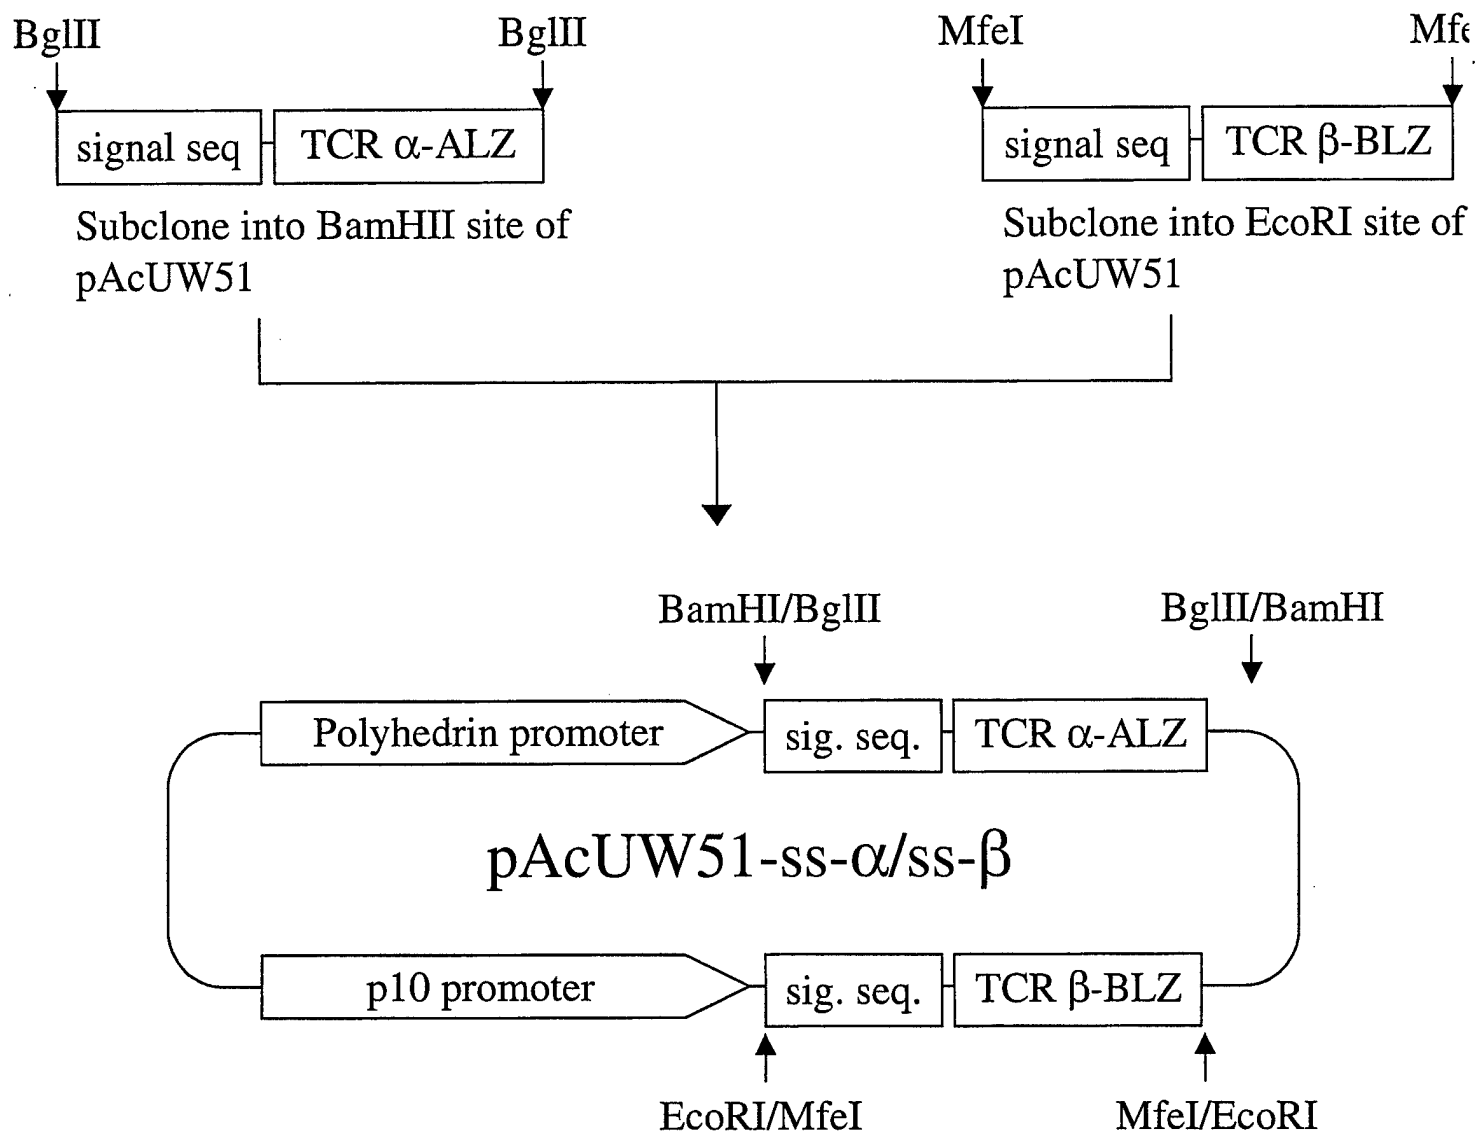 BglII
BglII
MfeI
Mfe
signal seq
TCR α-ALZ
signal seq
TCR β-BLZ
Subclone into BamHII site of
pAcUW51
Subclone into EcoRI site of
pAcUW51
BamHI/BglII
BglII/BamHI
Polyhedrin promoter
sig. seq.
TCR α-ALZ
pAcUW51-ss-α/ss-β
p10 promoter
sig. seq.
TCR β-BLZ
EcoRI/MfeI
MfeI/EcoRI